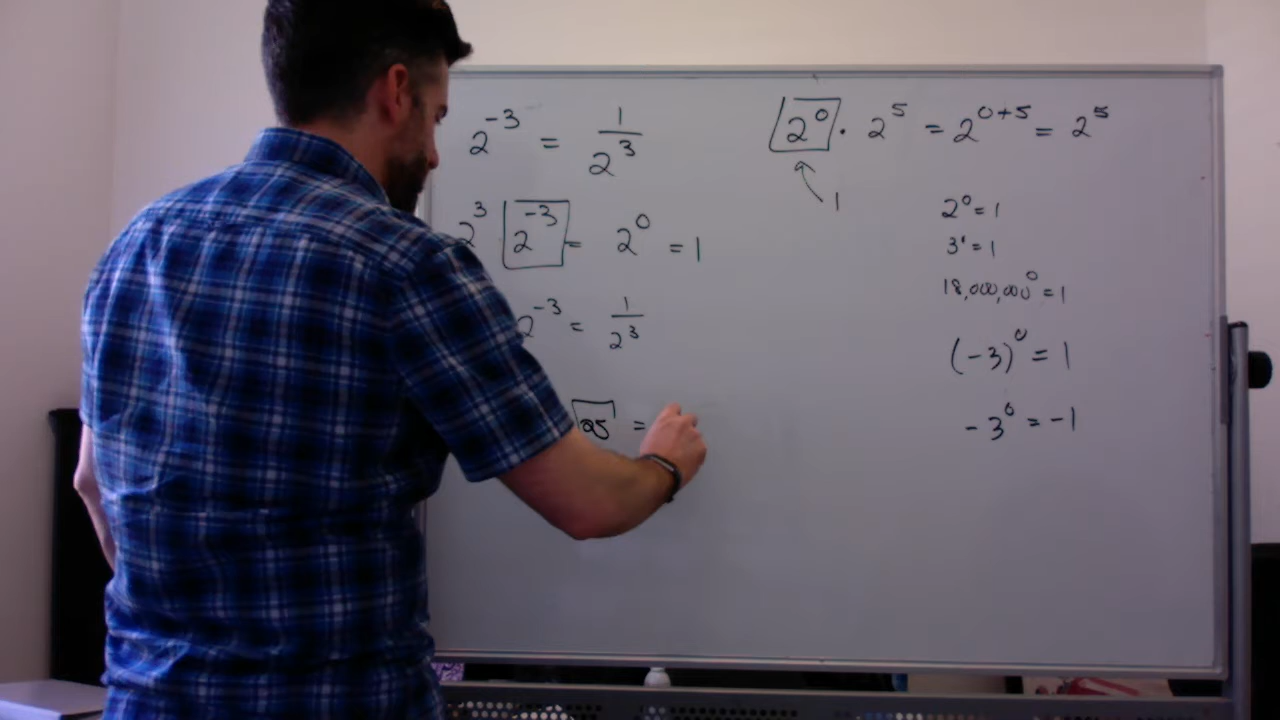 2^-3 = 1/2^3
2^0 · 2^5 = 2^0+5 = 2^5
1
2^0 = 1
2^3 2^-3 = 2^0 = 1
3^0 = 1
18,000,000^0 = 1
2^-3 = 1/2^3
(-3)^0 = 1
25 =
-3^0 = -1